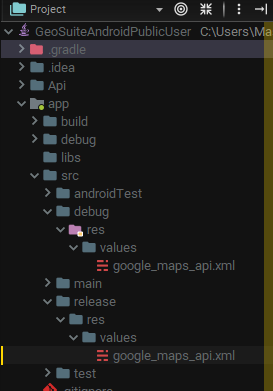 Project
GeoSuiteAndroidPublicUser C:\Users\Ma
.gradle
.idea
Api
app
build
debug
libs
src
androidTest
debug
res
values
google_maps_api.xml
main
release
res
values
google_maps_api.xml
test
.gitignore